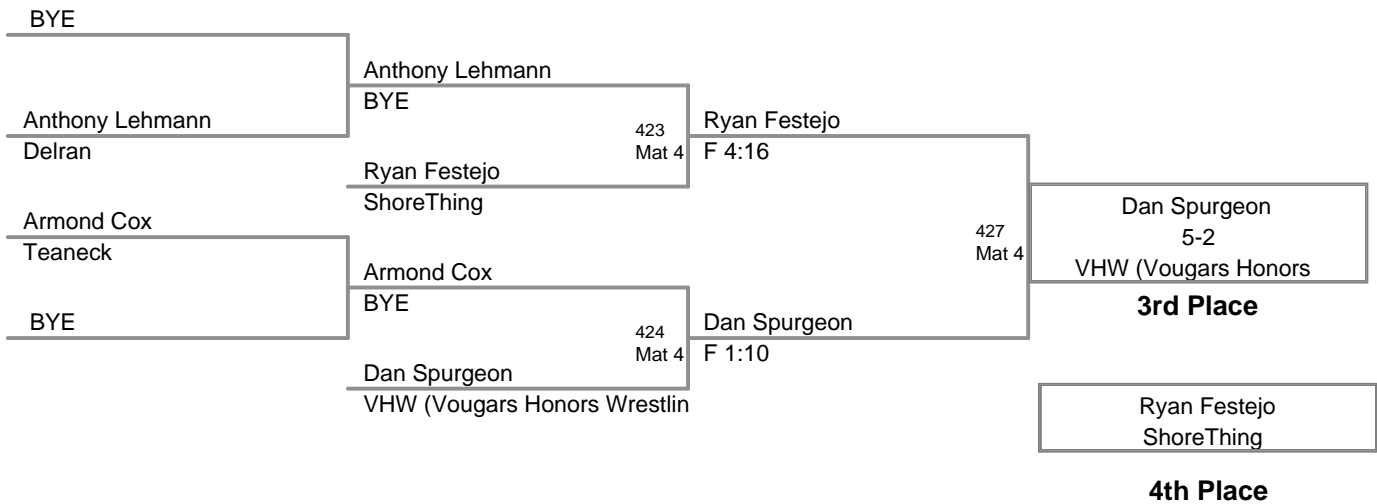 BYE
Anthony Lehmann
BYE
Anthony Lehmann
Delran
423
Mat 4
Ryan Festejo
F 4:16
Ryan Festejo
ShoreThing
Armond Cox
Teaneck
Armond Cox
BYE
BYE
424
Mat 4
Dan Spurgeon
F 1:10
Dan Spurgeon
VHW (Vougars Honors Wrestlin
427
Mat 4
Dan Spurgeon
5-2
VHW (Vougars Honors
3rd Place
Ryan Festejo
ShoreThing
4th Place